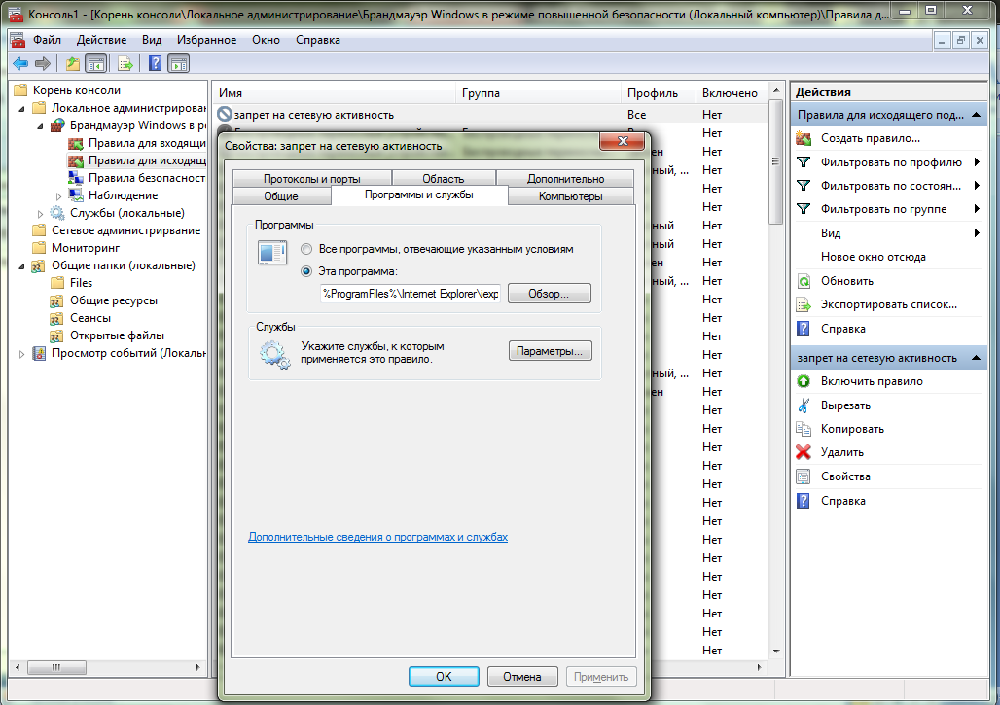 Консоль1 - [Корень консоли\Локальное администрирование\Брандмауэр Windows в режиме повышенной безопасности (Локальный компьютер)\Правила д...
Файл Действие Вид Избранное Окно Справка
Корень консоли
Локальное администрирован
Брандмауэр Windows в р
Правила для входящи
Правила для исходящ
Правила безопасност
Наблюдение
Службы (локальные)
Сетевое администрирвание
Мониторинг
Общие папки (локальные)
Files
Общие ресурсы
Сеансы
Открытые файлы
Просмотр событий (Локальн
Имя Группа Профиль Включено
запрет на сетевую активность Все Нет
Нет
Нет
Нет
ный, ... Нет
Нет
Нет
ный Нет
ный Нет
ен Нет
ный, ... Нет
Нет
Нет
Нет
Нет
ный, ... Нет
ен Нет
Нет
Нет
Нет
Нет
Нет
Нет
Нет
Нет
Нет
Нет
Нет
Нет
Нет
Нет
Свойства: запрет на сетевую активность
Протоколы и порты Область Дополнительно
Общие Программы и службы Компьютеры
Программы
Все программы, отвечающие указанным условиям
Эта программа:
%ProgramFiles%\Internet Explorer\iexp Обзор...
Службы
Укажите службы, к которым
применяется это правило.
Параметры...
Дополнительные сведения о программах и службах
OK Отмена Применить
Действия
Правила для исходящего под...
Создать правило...
Фильтровать по профилю
Фильтровать по состоян...
Фильтровать по группе
Вид
Новое окно отсюда
Обновить
Экспортировать список...
Справка
запрет на сетевую активность
Включить правило
Вырезать
Копировать
Удалить
Свойства
Справка